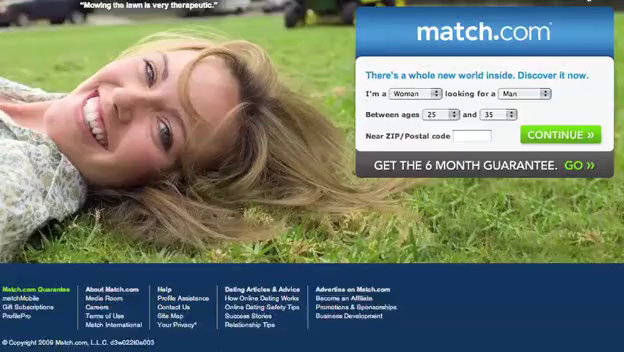 "Mowing the lawn is very therapeutic."
match.com
There's a whole new world inside. Discover it now.
I'm a Woman looking for a Man
Between ages 25 and 35
Near ZIP/Postal code CONTINUE »
GET THE 6 MONTH GUARANTEE. GO »
Match.com Guarantee
matchMobile
Gift Subscriptions
ProfilePro
About Match.com
Media Room
Careers
Terms of Use
Match International
Help
Profile Assistance
Contact Us
Site Map
Your Privacy*
Dating Articles & Advice
How Online Dating Works
Online Dating Safety Tips
Success Stories
Relationship Tips
Advertise on Match.com
Become an Affiliate
Promotions & Sponsorships
Business Development
© Copyright 2009 Match.com, L.L.C.